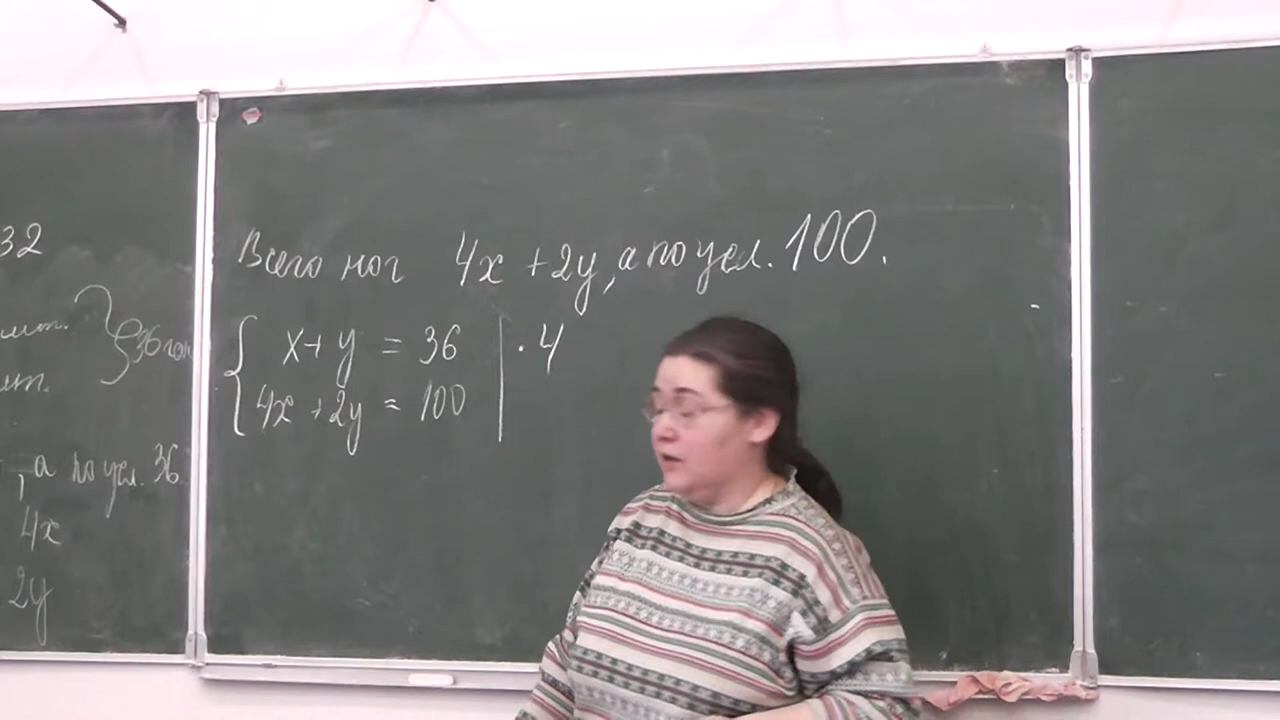 32
36 гол
, а по усл. 36
4x
2y
Всего ног 4x + 2y, а по усл. 100.
x + y = 36 | · 4
4x + 2y = 100